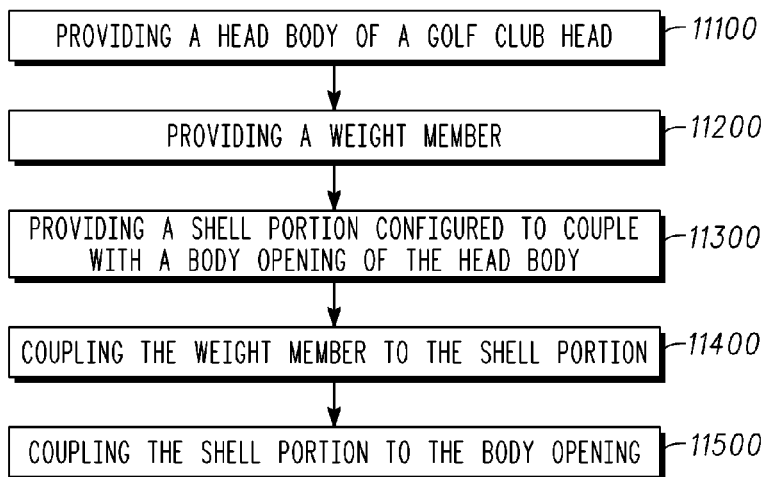 PROVIDING A HEAD BODY OF A GOLF CLUB HEAD 11100
PROVIDING A WEIGHT MEMBER 11200
PROVIDING A SHELL PORTION CONFIGURED TO COUPLE
WITH A BODY OPENING OF THE HEAD BODY 11300
COUPLING THE WEIGHT MEMBER TO THE SHELL PORTION 11400
COUPLING THE SHELL PORTION TO THE BODY OPENING 11500